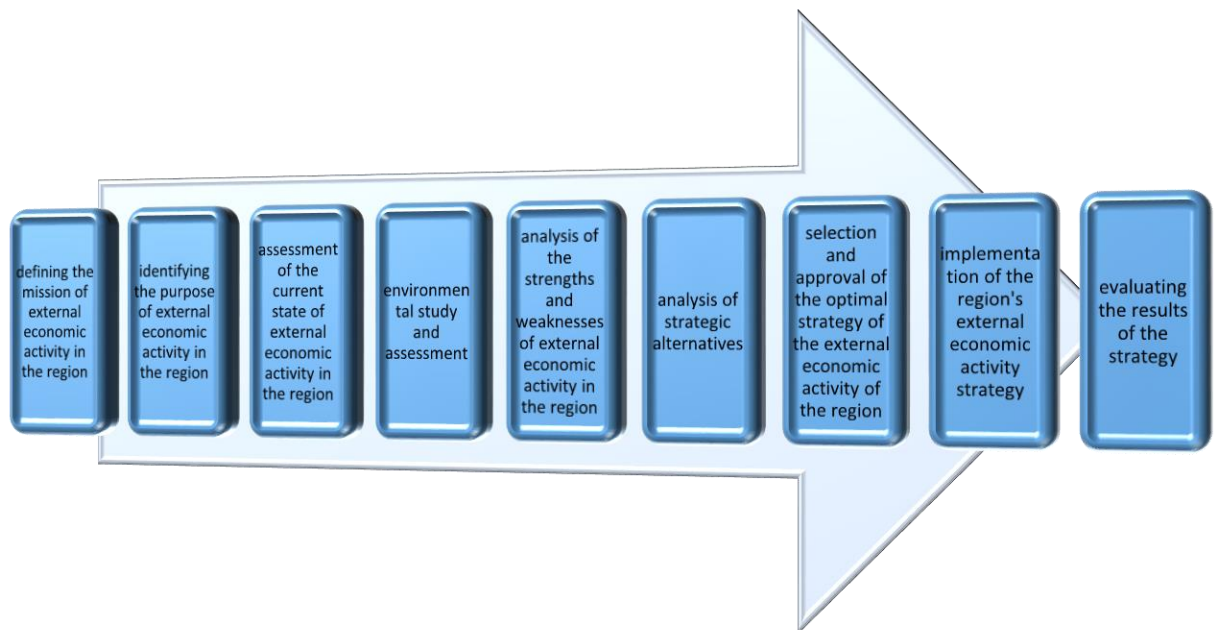 defining the
mission of
external
economic
activity in
the region
identifying
the purpose
of external
economic
activity in
the region
assessment
of the
current
state of
external
economic
activity in
the region
environmen
tal study
and
assessment
analysis of
the
strengths
and
weaknesses
of external
economic
activity in
the region
analysis of
strategic
alternatives
selection
and
approval of
the optimal
strategy of
the external
economic
activity of
the region
implementa
tion of the
region's
external
economic
activity
strategy
evaluating
the results
of the
strategy